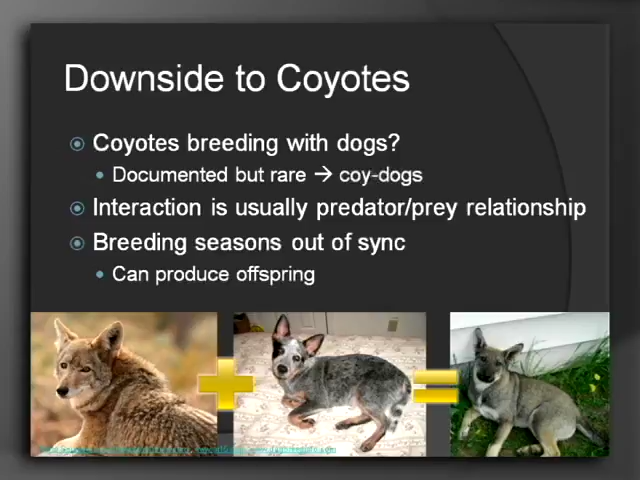 Downside to Coyotes
Coyotes breeding with dogs?
Documented but rare → coy-dogs
Interaction is usually predator/prey relationship
Breeding seasons out of sync
Can produce offspring